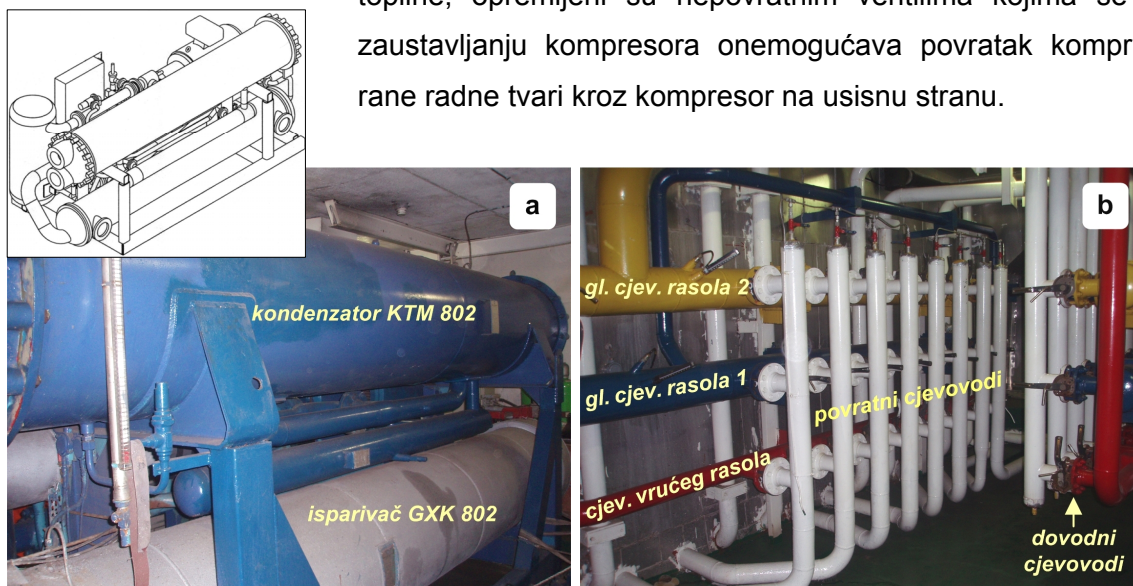 topline, opremljeni su nepovratnim ventilima kojima se
zaustavljanju kompresora onemogućava povratak kompr
rane radne tvari kroz kompresor na usisnu stranu.
a
b
kondenzator KTM 802
isparivač GXK 802
gl. cjev. rasola 2
gl. cjev. rasola 1
povratni cjevovodi
cjev. vrućeg rasola
dovodni
cjevovodi